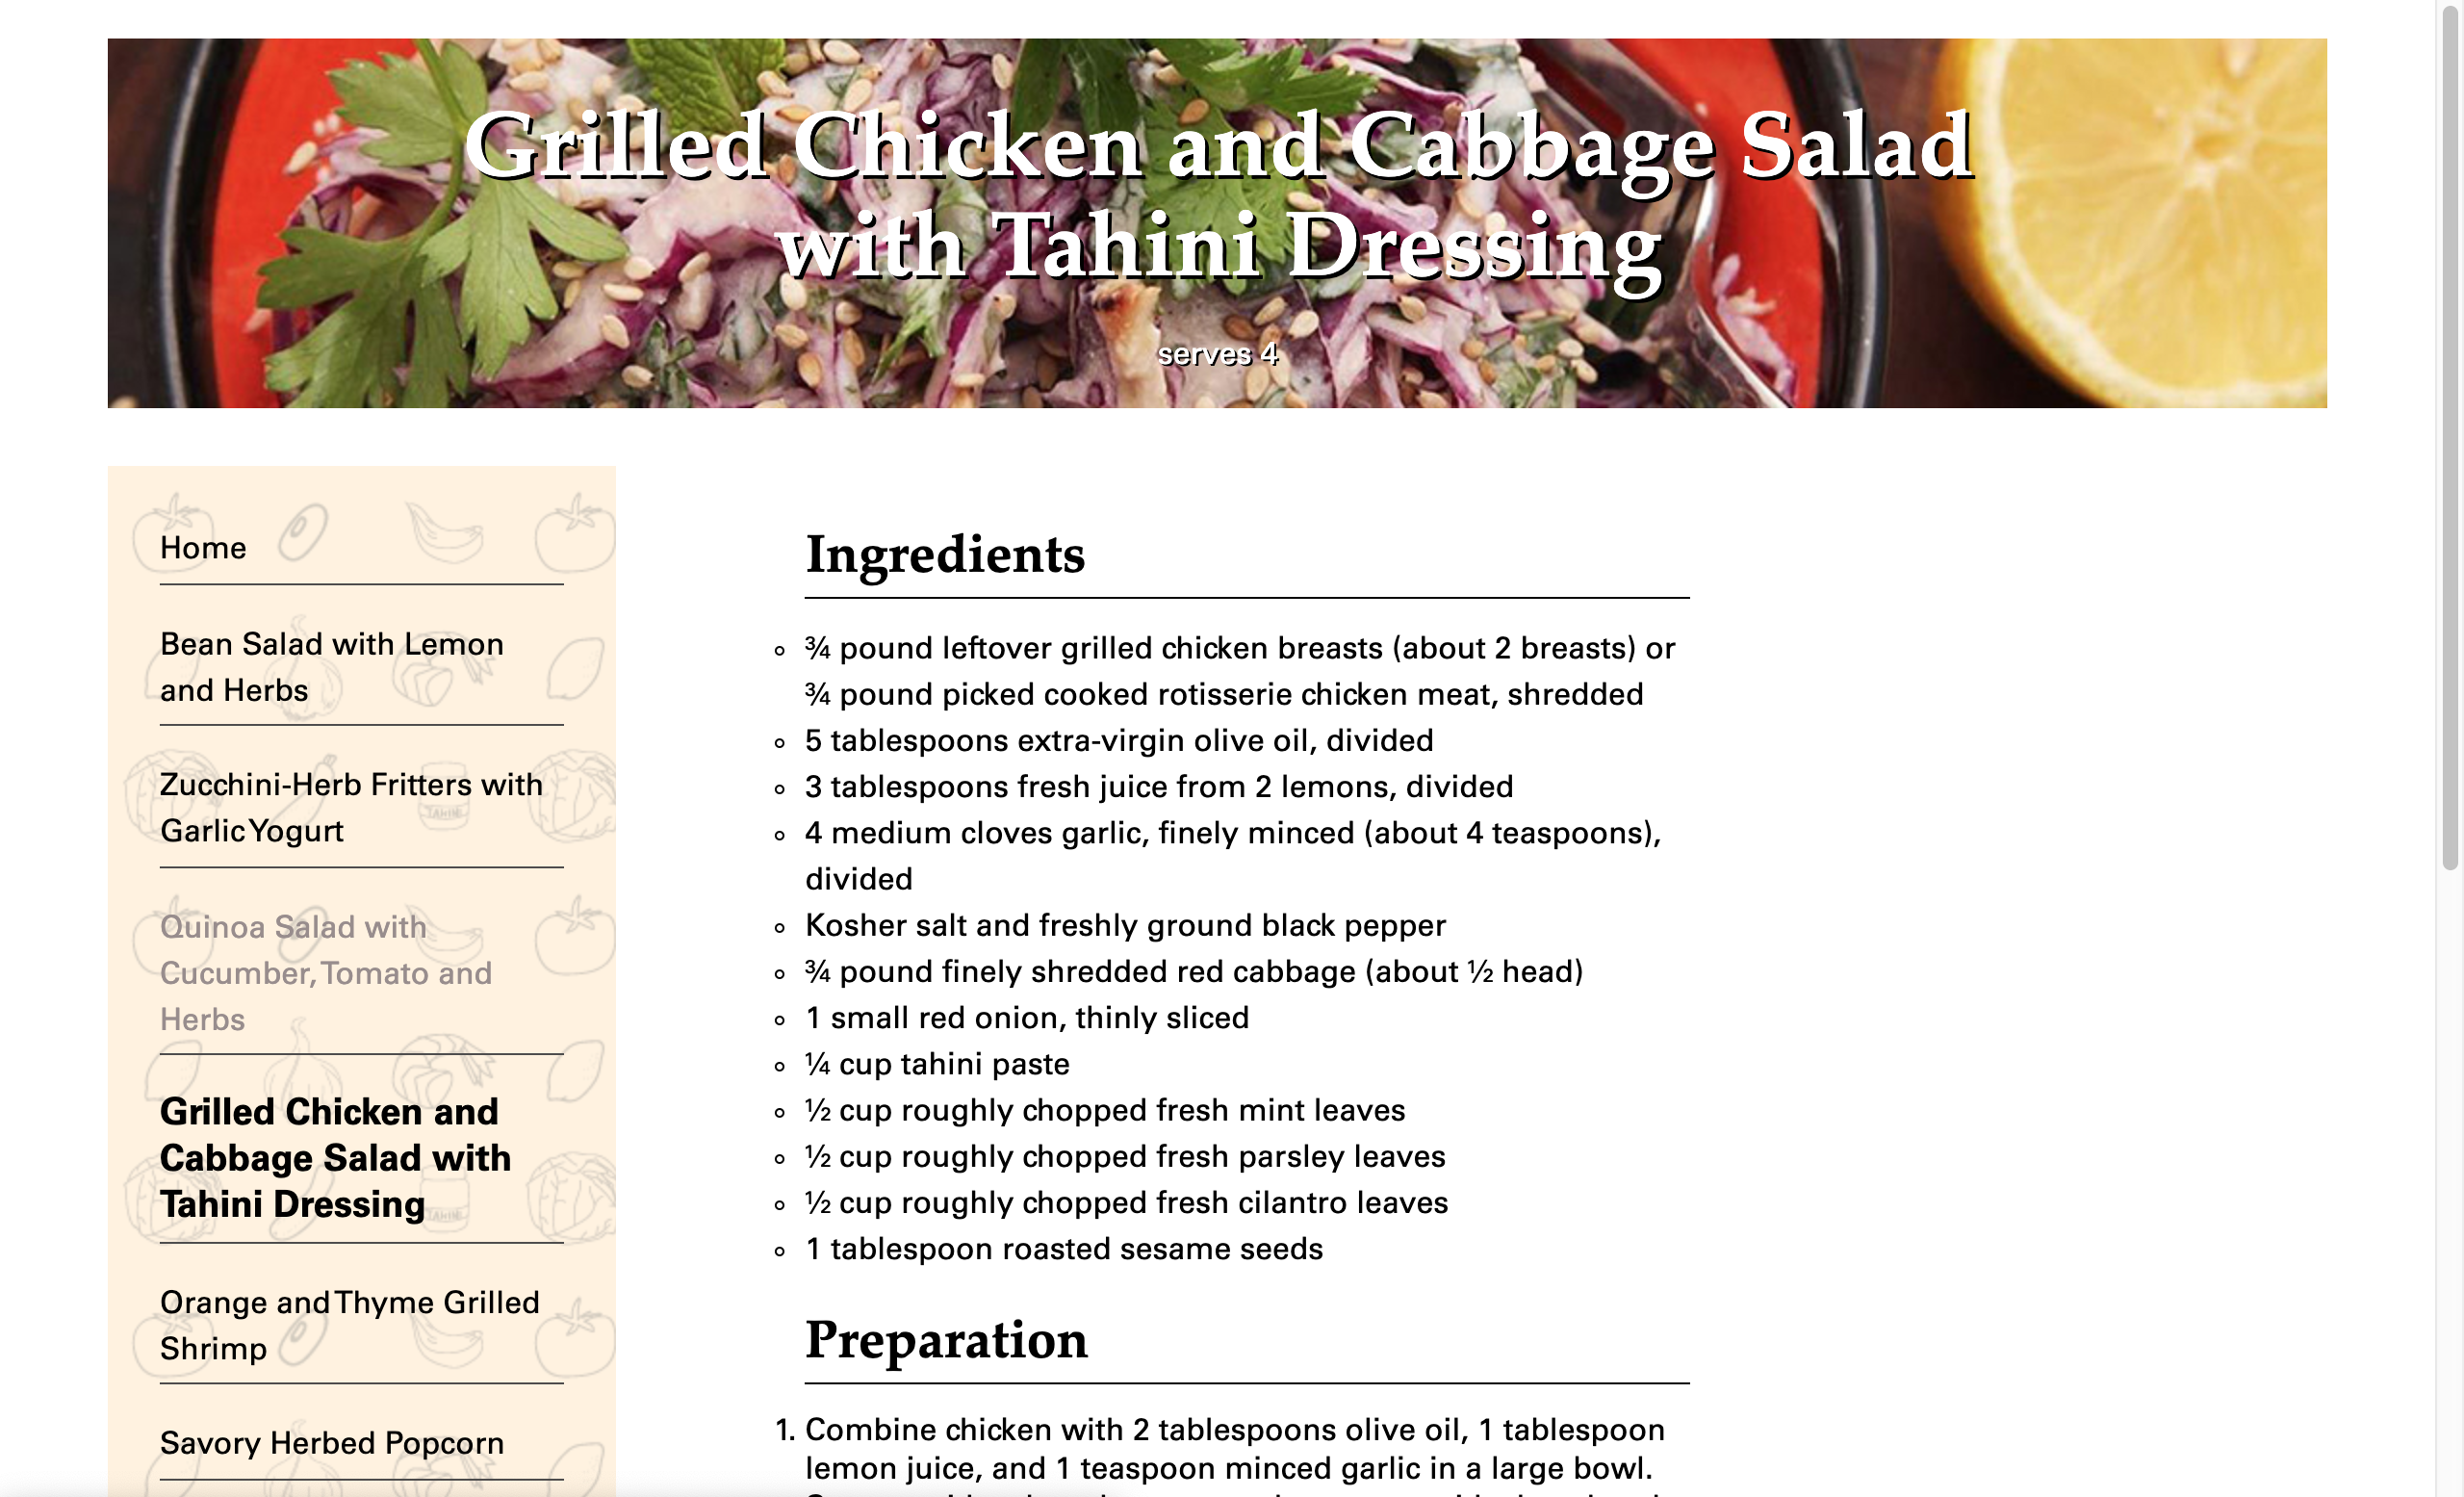 Grilled Chicken and Cabbage Salad
with Tahini Dressing
serves 4
Home
Bean Salad with Lemon
and Herbs
Zucchini-Herb Fritters with
Garlic Yogurt
Quinoa Salad with
Cucumber, Tomato and
Herbs
Grilled Chicken and
Cabbage Salad with
Tahini Dressing
Orange and Thyme Grilled
Shrimp
Savory Herbed Popcorn
TAHINI
TAHINI
Ingredients
¾ pound leftover grilled chicken breasts (about 2 breasts) or
¾ pound picked cooked rotisserie chicken meat, shredded
5 tablespoons extra-virgin olive oil, divided
3 tablespoons fresh juice from 2 lemons, divided
4 medium cloves garlic, finely minced (about 4 teaspoons),
divided
Kosher salt and freshly ground black pepper
¾ pound finely shredded red cabbage (about ½ head)
1 small red onion, thinly sliced
¼ cup tahini paste
½ cup roughly chopped fresh mint leaves
½ cup roughly chopped fresh parsley leaves
½ cup roughly chopped fresh cilantro leaves
1 tablespoon roasted sesame seeds
Preparation
1. Combine chicken with 2 tablespoons olive oil, 1 tablespoon
lemon juice, and 1 teaspoon minced garlic in a large bowl.